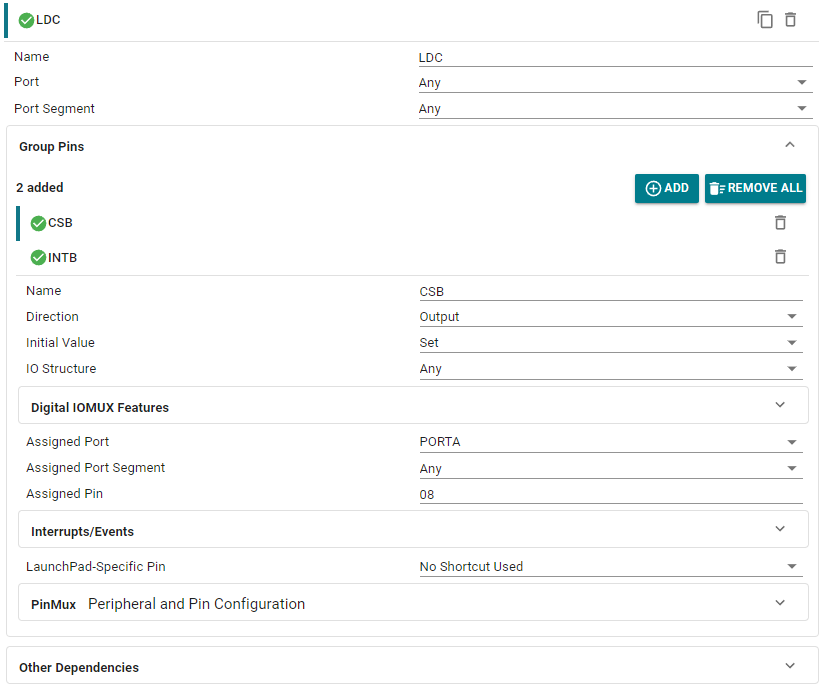 LDC
Name LDC
Port Any
Port Segment Any
Group Pins
2 added ADD REMOVE ALL
CSB
INTB
Name CSB
Direction Output
Initial Value Set
IO Structure Any
Digital IOMUX Features
Assigned Port PORTA
Assigned Port Segment Any
Assigned Pin 08
Interrupts/Events
LaunchPad-Specific Pin No Shortcut Used
PinMux Peripheral and Pin Configuration
Other Dependencies